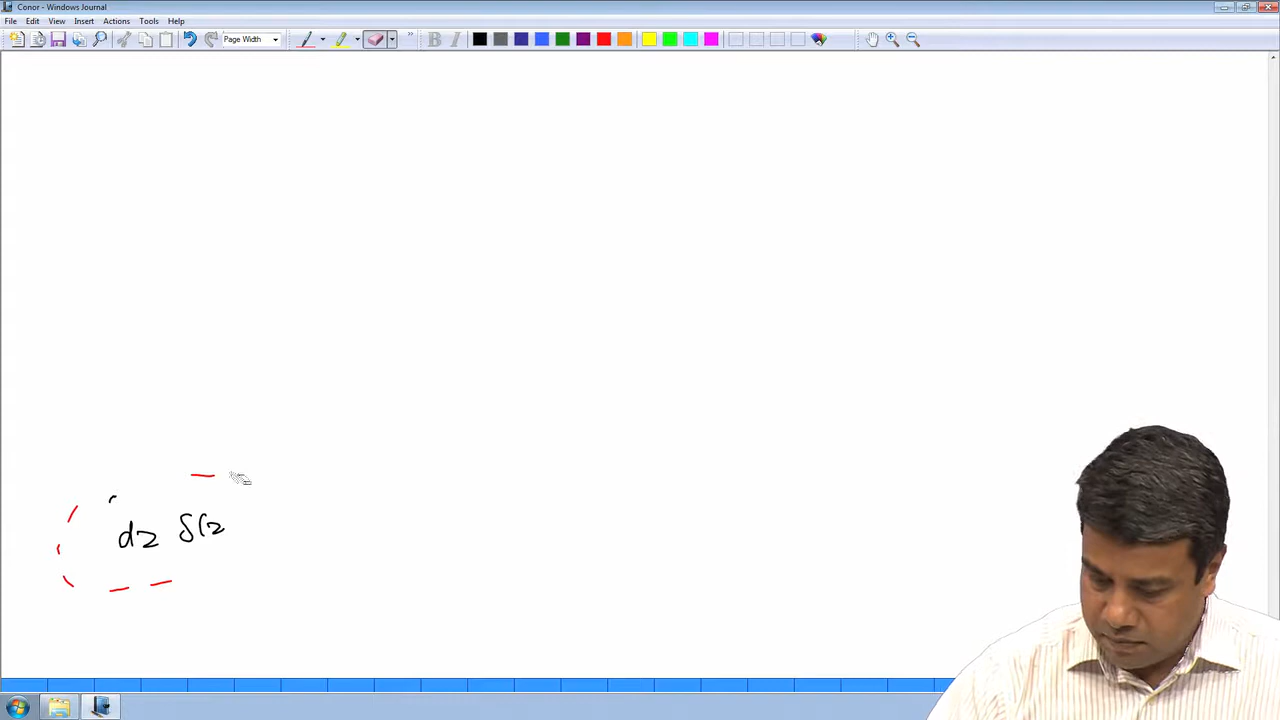 Conor - Windows Journal
File Edit View Insert Actions Tools Help
Page Width
B I
dz δ(z